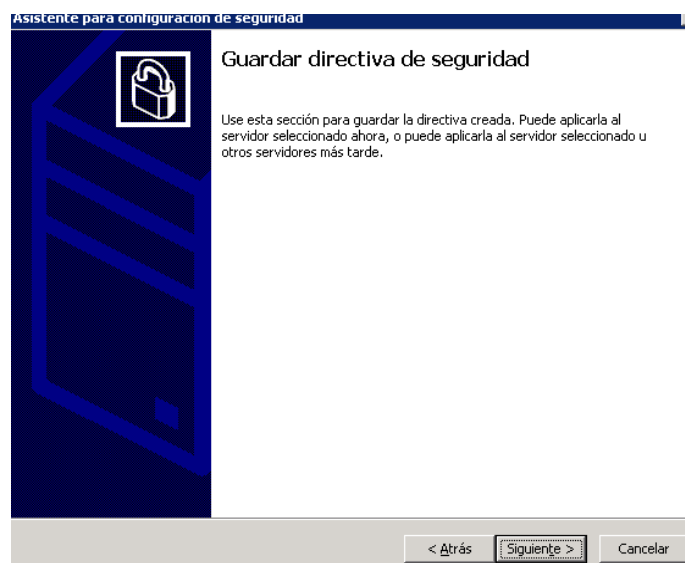 Asistente para configuración de seguridad
Guardar directiva de seguridad
Use esta sección para guardar la directiva creada. Puede aplicarla al
servidor seleccionado ahora, o puede aplicarla al servidor seleccionado u
otros servidores más tarde.
< Atrás
Siguiente >
Cancelar